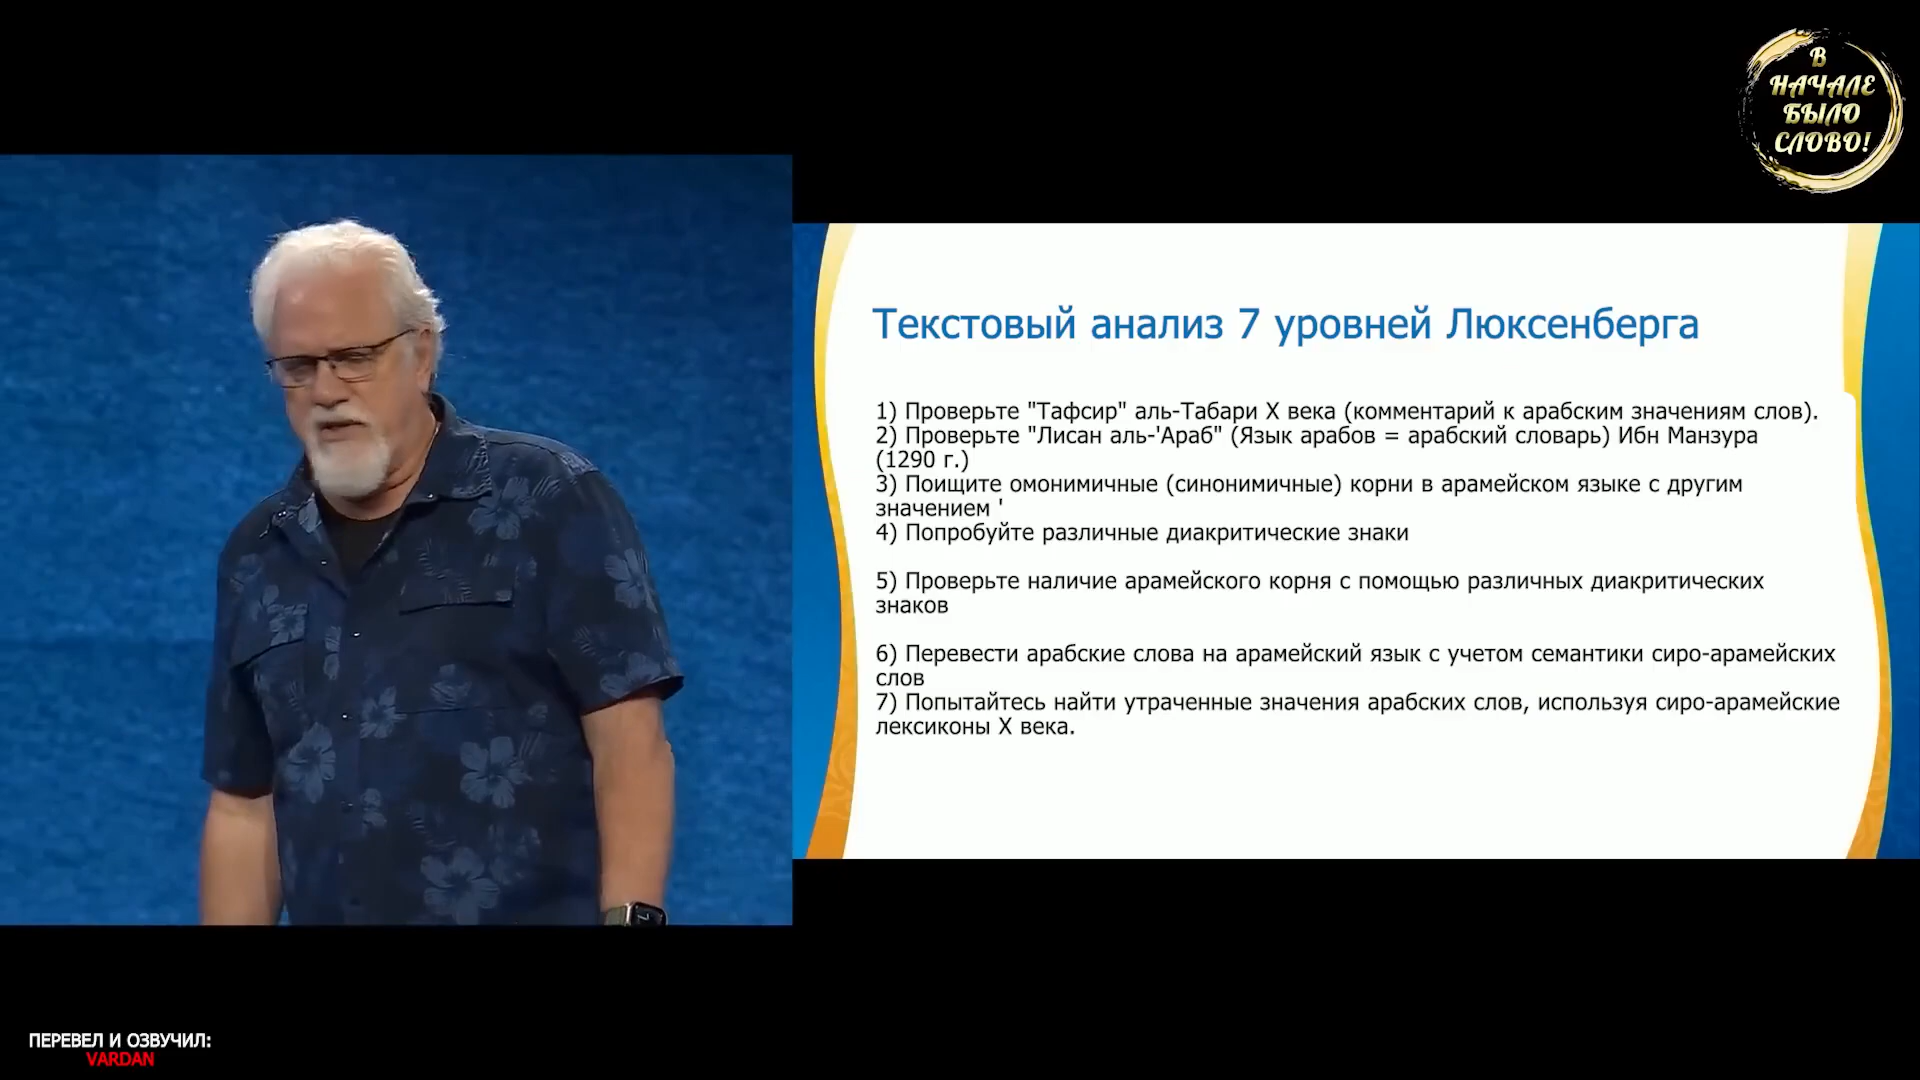 В
НАЧАЛЕ
БЫЛО
СЛОВО!
Текстовый анализ 7 уровней Люксенберга
1) Проверьте "Тафсир" аль-Табари X века (комментарий к арабским значениям слов).
2) Проверьте "Лисан аль-'Араб" (Язык арабов = арабский словарь) Ибн Манзура
(1290 г.)
3) Поищите омонимичные (синонимичные) корни в арамейском языке с другим
значением '
4) Попробуйте различные диакритические знаки
5) Проверьте наличие арамейского корня с помощью различных диакритических
знаков
6) Перевести арабские слова на арамейский язык с учетом семантики сиро-арамейских
слов
7) Попытайтесь найти утраченные значения арабских слов, используя сиро-арамейские
лексиконы X века.
ПЕРЕВЕЛ И ОЗВУЧИЛ:
VARDAN